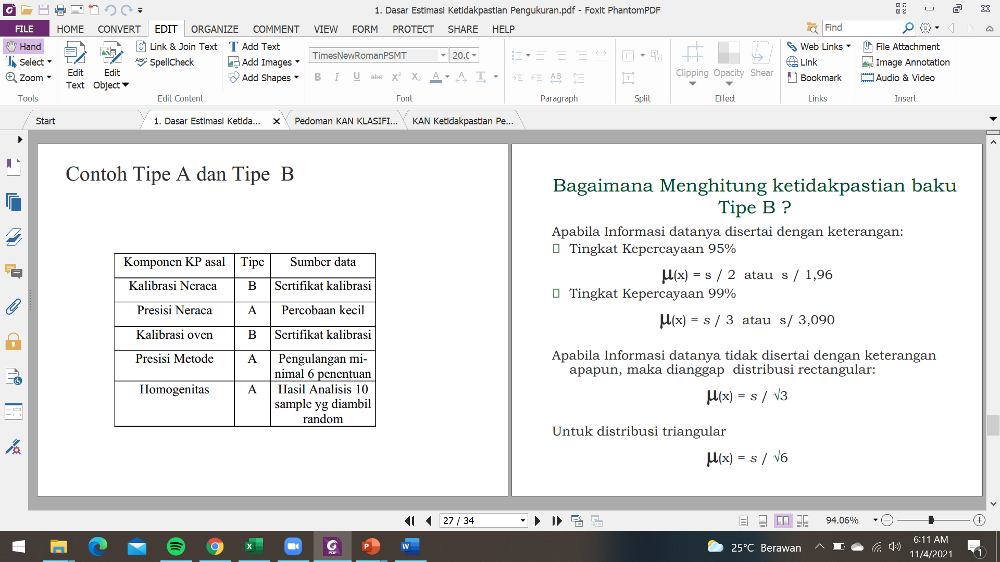 1. Dasar Estimasi Ketidakpastian Pengukuran.pdf - Foxit PhantomPDF
FILE HOME CONVERT EDIT ORGANIZE COMMENT VIEW FORM PROTECT SHARE HELP
Find
Hand
Select
Zoom
Tools
Edit Text
Edit Object
Link & Join Text
ABC SpellCheck
Edit Content
Add Text
Add Images
Add Shapes
TimesNewRomanPSMT 20.0
B I U abc X² X₂ A A T
Font
A|B
Paragraph
Split
Clipping Opacity Shear
Effect
Web Links
Link
Bookmark
Links
File Attachment
Image Annotation
Audio & Video
Insert
Start
1. Dasar Estimasi Ketida...
Pedoman KAN KLASIFI...
KAN Ketidakpastian Pe...
Contoh Tipe A dan Tipe B
Komponen KP asal Tipe Sumber data
Kalibrasi Neraca B Sertifikat kalibrasi
Presisi Neraca A Percobaan kecil
Kalibrasi oven B Sertifikat kalibrasi
Presisi Metode A Pengulangan mi-
nimal 6 penentuan
Homogenitas A Hasil Analisis 10
sample yg diambil
random
Bagaimana Menghitung ketidakpastian baku
Tipe B ?
Apabila Informasi datanya disertai dengan keterangan:
Tingkat Kepercayaan 95%
μ(x) = s / 2 atau s / 1,96
Tingkat Kepercayaan 99%
μ(x) = s / 3 atau s/ 3,090
Apabila Informasi datanya tidak disertai dengan keterangan
apapun, maka dianggap distribusi rectangular:
μ(x) = s / √3
Untuk distribusi triangular
μ(x) = s / √6
27 / 34
94.06%
PDF
25°C Berawan
6:11 AM
11/4/2021
1